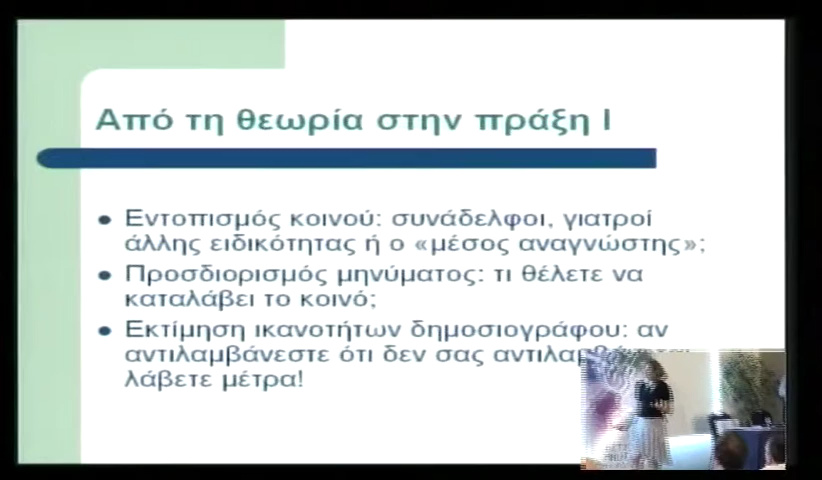 Από τη θεωρία στην πράξη Ι
● Εντοπισμός κοινού: συνάδελφοι, γιατροί
άλλης ειδικότητας ή ο «μέσος αναγνώστης»;
● Προσδιορισμός μηνύματος: τι θέλετε να
καταλάβει το κοινό;
● Εκτίμηση ικανοτήτων δημοσιογράφου: αν
αντιλαμβάνεστε ότι δεν σας
λάβετε μέτρα!